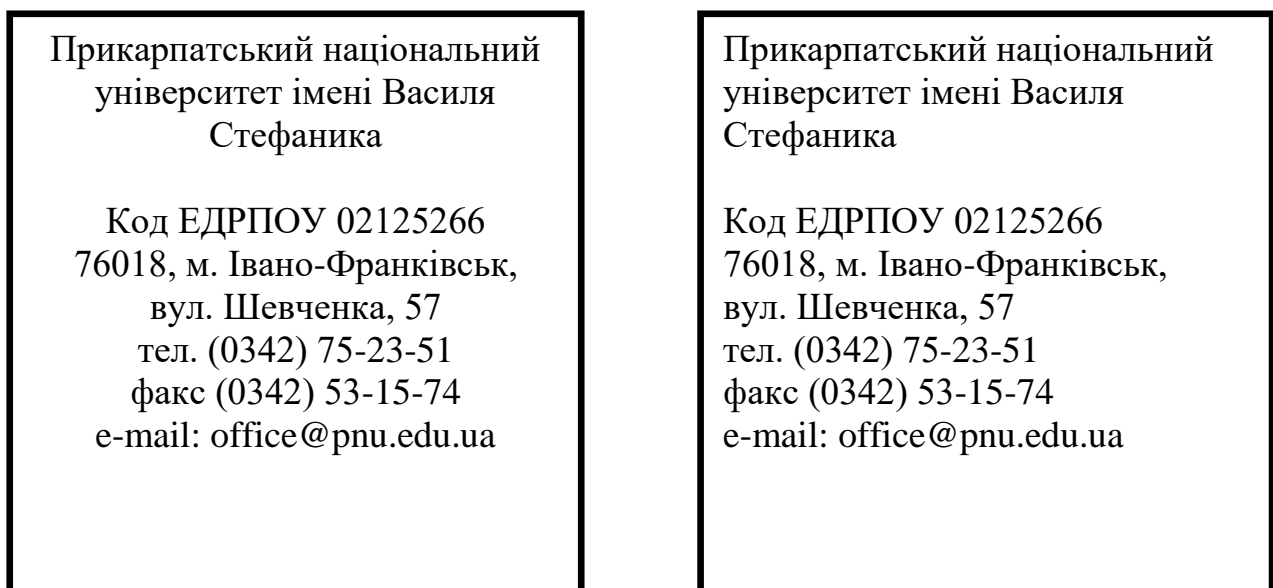 Прикарпатський національний
університет імені Василя
Стефаника
Код ЕДРПОУ 02125266
76018, м. Івано-Франківськ,
вул. Шевченка, 57
тел. (0342) 75-23-51
факс (0342) 53-15-74
e-mail: office@pnu.edu.ua
Прикарпатський національний
університет імені Василя
Стефаника
Код ЕДРПОУ 02125266
76018, м. Івано-Франківськ,
вул. Шевченка, 57
тел. (0342) 75-23-51
факс (0342) 53-15-74
e-mail: office@pnu.edu.ua